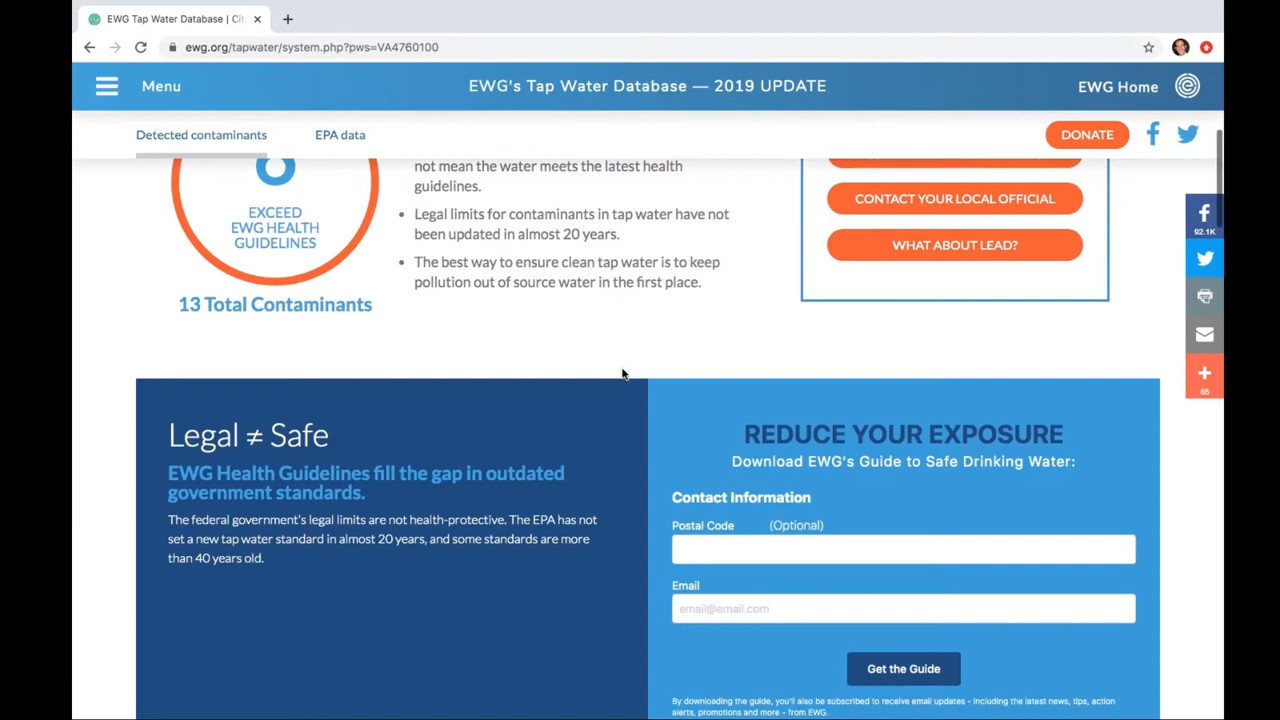 EWG Tap Water Database | Cit
ewg.org/tapwater/system.php?pws=VA4760100
Menu
EWG's Tap Water Database — 2019 UPDATE
EWG Home
Detected contaminants
EPA data
DONATE
EXCEED
EWG HEALTH
GUIDELINES
13 Total Contaminants
not mean the water meets the latest health
guidelines.
• Legal limits for contaminants in tap water have not
been updated in almost 20 years.
• The best way to ensure clean tap water is to keep
pollution out of source water in the first place.
CONTACT YOUR LOCAL OFFICIAL
WHAT ABOUT LEAD?
92.1K
65
Legal ≠ Safe
EWG Health Guidelines fill the gap in outdated
government standards.
The federal government's legal limits are not health-protective. The EPA has not
set a new tap water standard in almost 20 years, and some standards are more
than 40 years old.
REDUCE YOUR EXPOSURE
Download EWG's Guide to Safe Drinking Water:
Contact Information
Postal Code (Optional)
Email
email@email.com
Get the Guide
By downloading the guide, you'll also be subscribed to receive email updates - including the latest news, tips, action
alerts, promotions and more - from EWG.